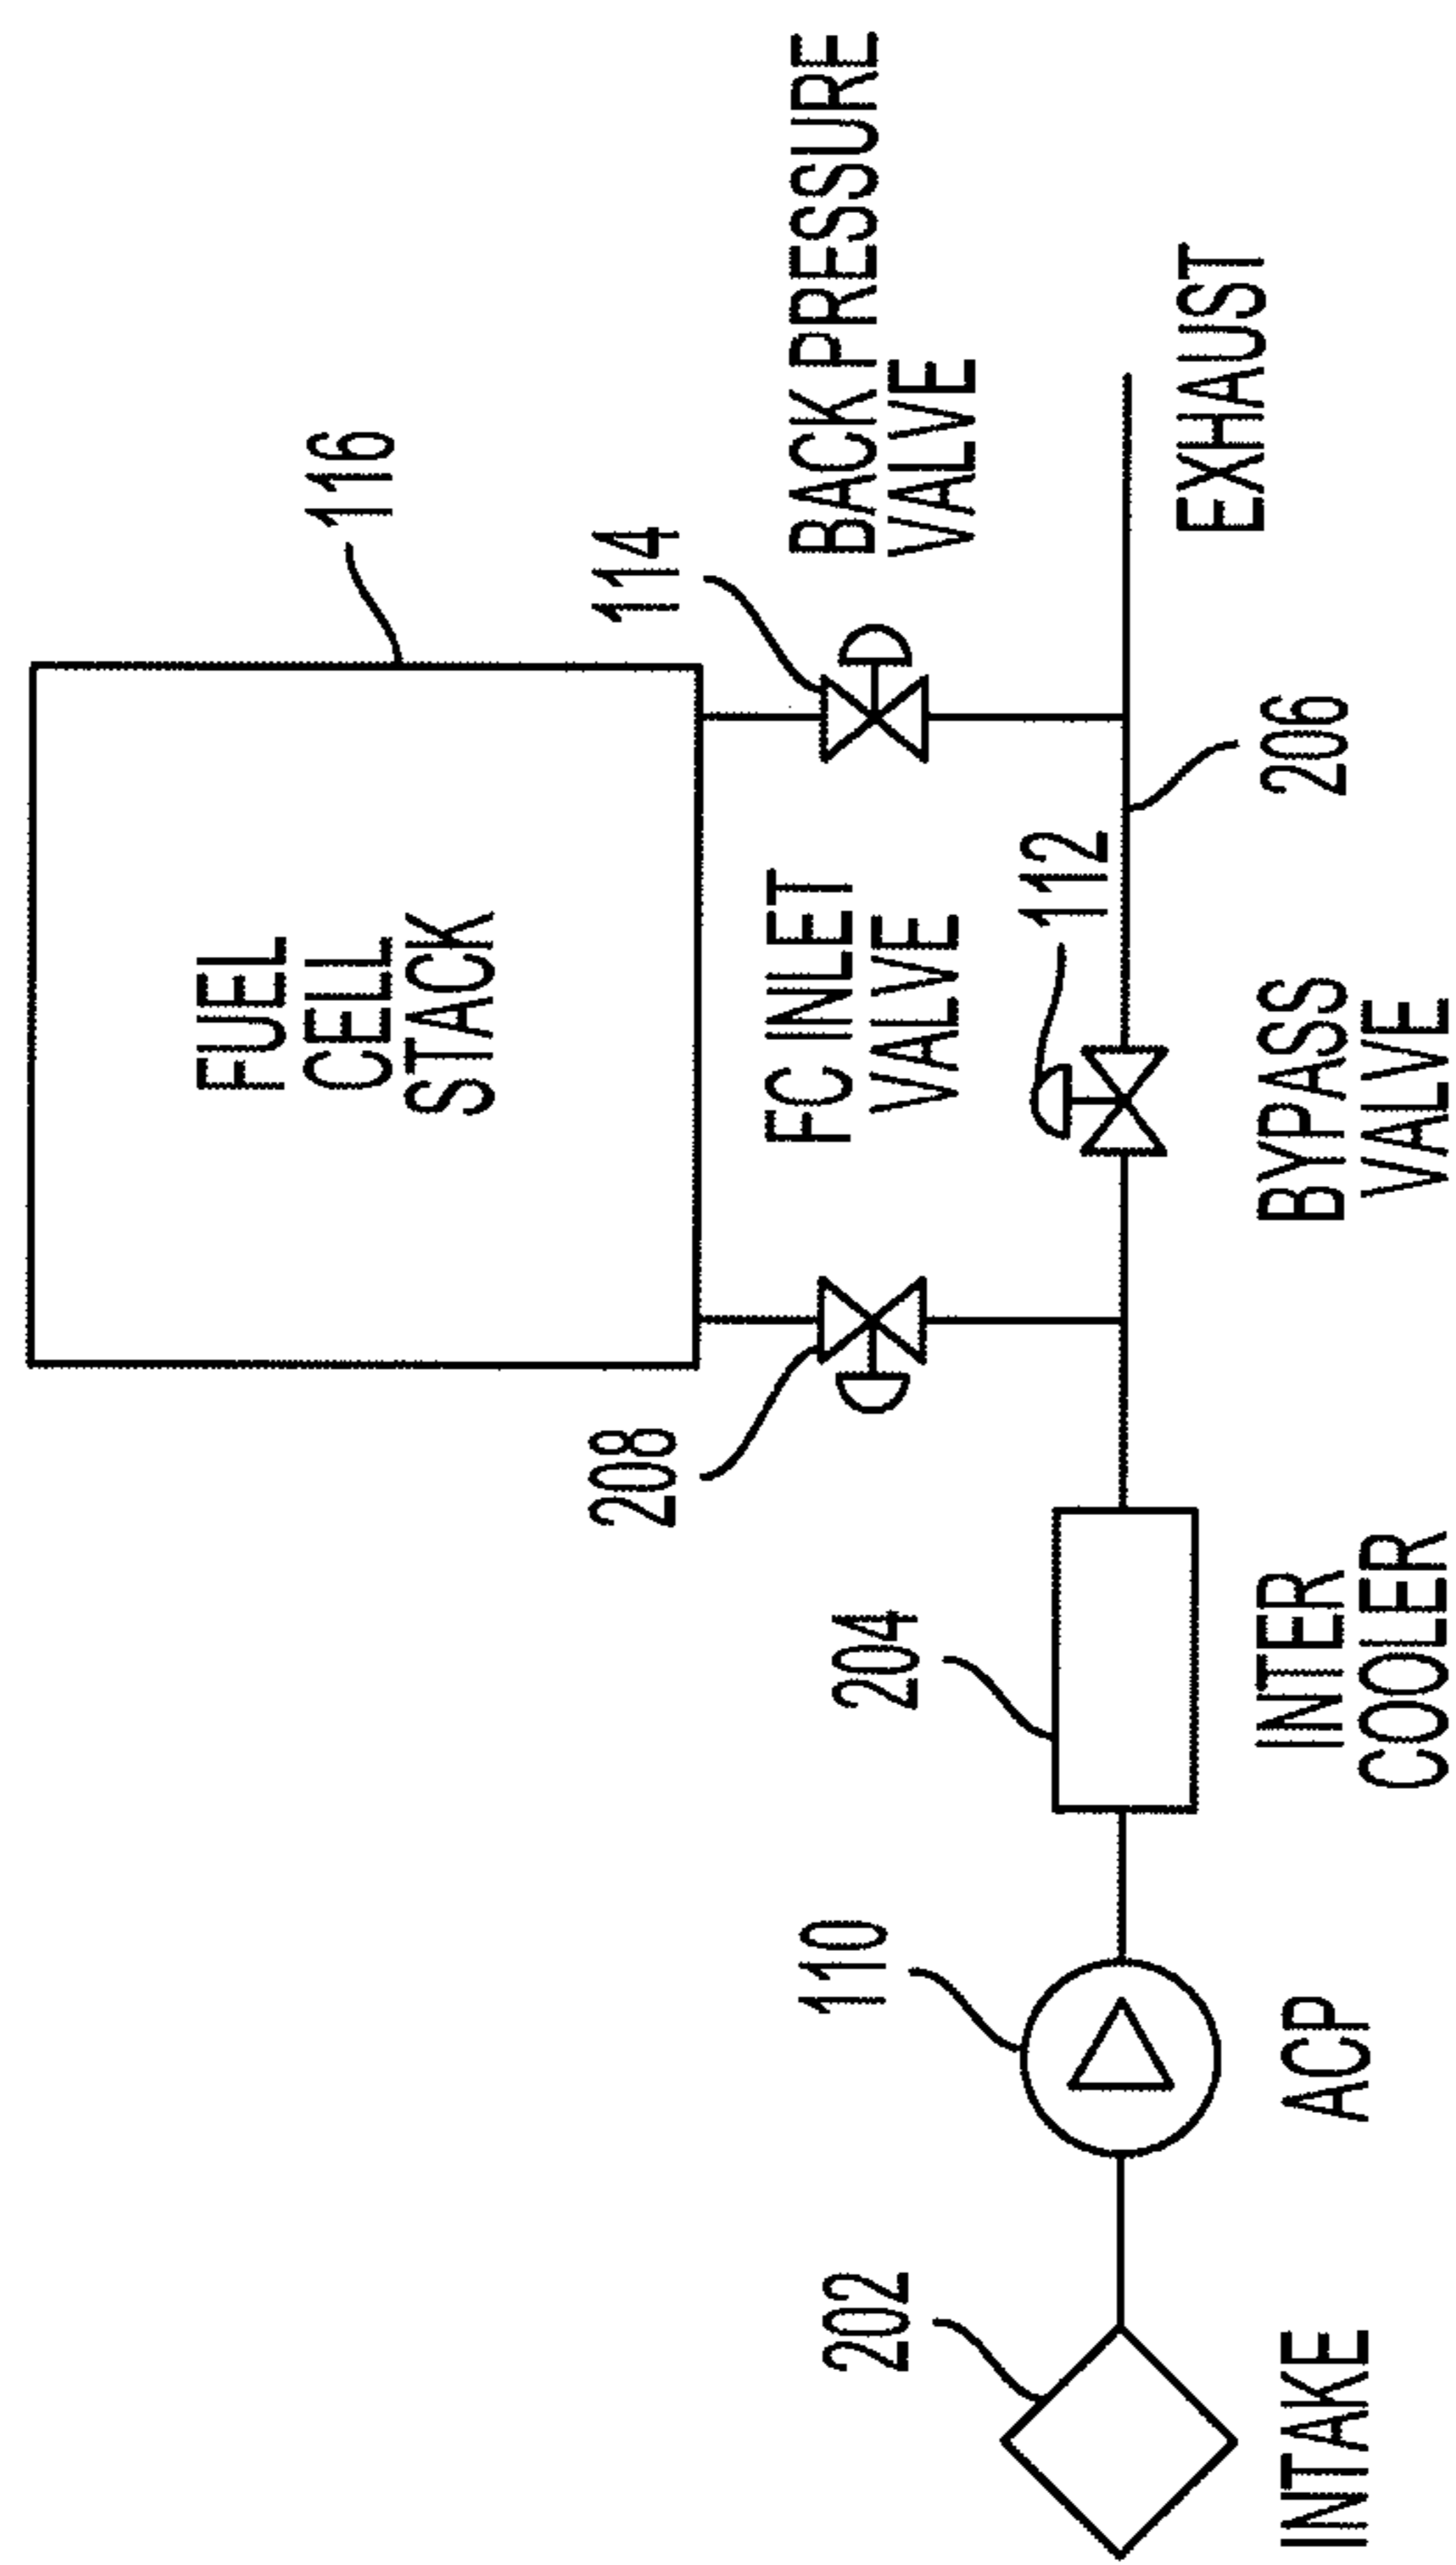 116
FUEL
CELL
STACK
208
114
FC INLET
VALVE
BACK PRESSURE
VALVE
202
110
204
112
INTAKE
ACP
INTER
COOLER
BYPASS
VALVE
206
EXHAUST